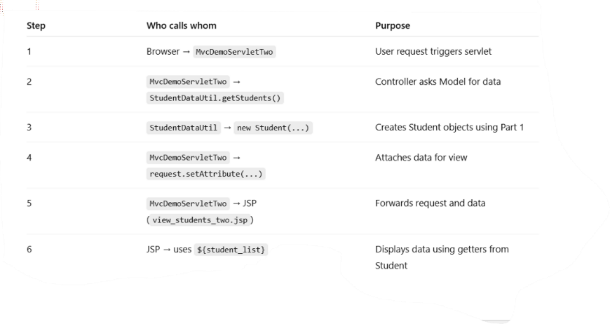 Step Who calls whom Purpose
1 Browser → MvcDemoServletTwo User request triggers servlet
2 MvcDemoServletTwo → Controller asks Model for data
StudentDataUtil.getStudents()
3 StudentDataUtil → new Student(...) Creates Student objects using Part 1
4 MvcDemoServletTwo → Attaches data for view
request.setAttribute(...)
5 MvcDemoServletTwo → JSP Forwards request and data
(view_students_two.jsp)
6 JSP → uses ${student_list} Displays data using getters from
Student